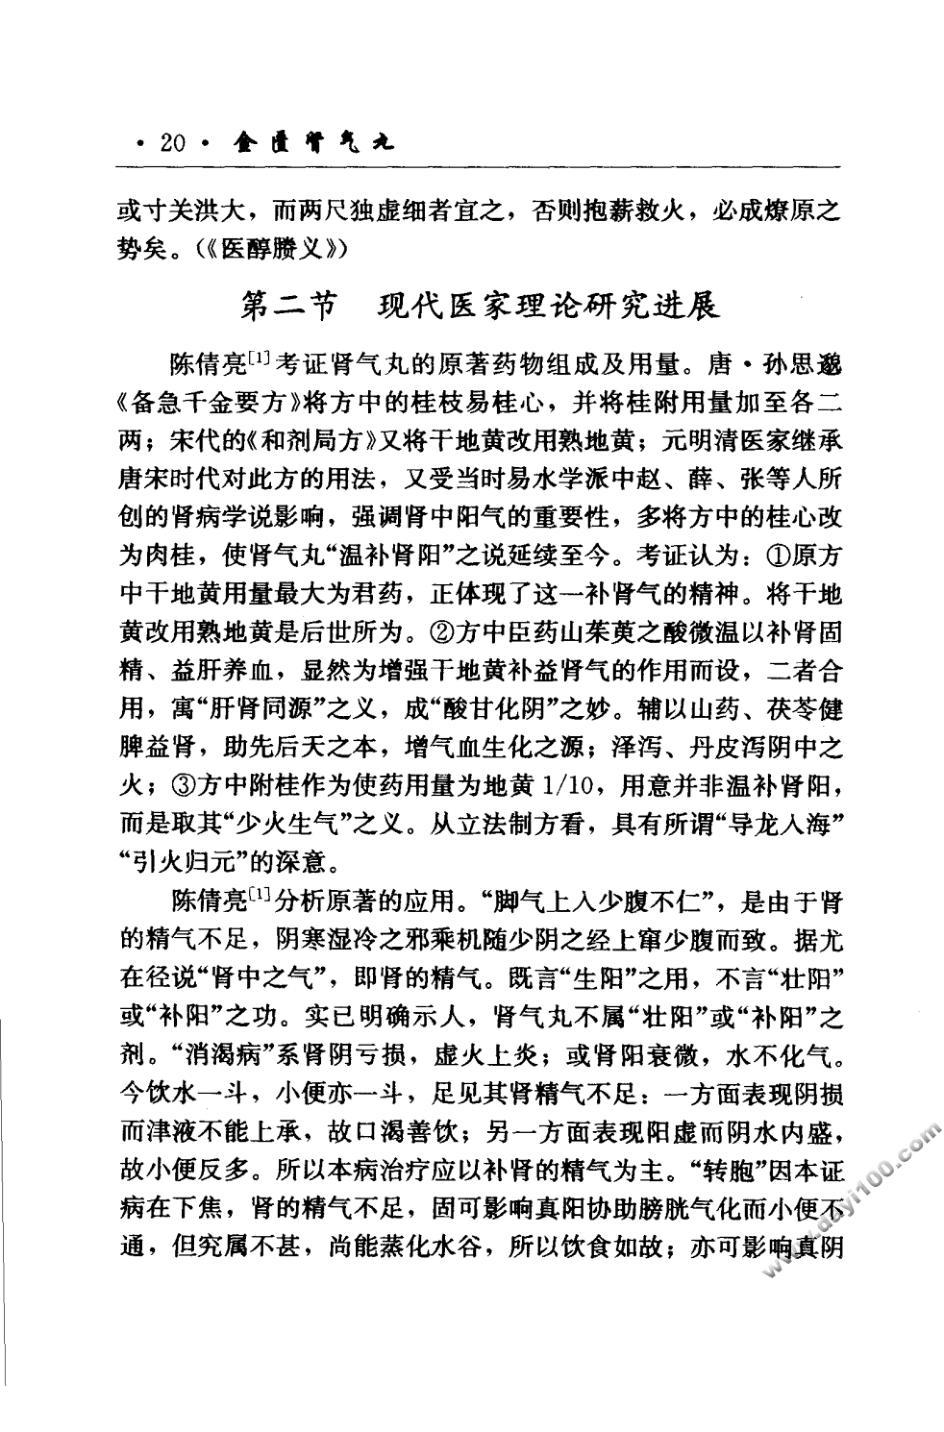 · 20 · 金匮肾气丸
或寸关洪大，而两尺独虚细者宜之，否则抱薪救火，必成燎原之
势矣。（《医醇賸义》）
第二节　现代医家理论研究进展
陈倩亮[1]考证肾气丸的原著药物组成及用量。唐·孙思邈
《备急千金要方》将方中的桂枝易桂心，并将桂附用量加至各二
两；宋代的《和剂局方》又将干地黄改用熟地黄；元明清医家继承
唐宋时代对此方的用法，又受当时易水学派中赵、薛、张等人所
创的肾病学说影响，强调肾中阳气的重要性，多将方中的桂心改
为肉桂，使肾气丸“温补肾阳”之说延续至今。考证认为：①原方
中干地黄用量最大为君药，正体现了这一补肾气的精神。将干地
黄改用熟地黄是后世所为。②方中臣药山茱萸之酸微温以补肾固
精、益肝养血，显然为增强干地黄补益肾气的作用而设，二者合
用，寓“肝肾同源”之义，成“酸甘化阴”之妙。辅以山药、茯苓健
脾益肾，助先后天之本，增气血生化之源；泽泻、丹皮泻阴中之
火；③方中附桂作为使药用量为地黄 1/10，用意并非温补肾阳，
而是取其“少火生气”之义。从立法制方看，具有所谓“导龙入海”
“引火归元”的深意。
陈倩亮[1]分析原著的应用。“脚气上入少腹不仁”，是由于肾
的精气不足，阴寒湿冷之邪乘机随少阴之经上窜少腹而致。据尤
在径说“肾中之气”，即肾的精气。既言“生阳”之用，不言“壮阳”
或“补阳”之功。实已明确示人，肾气丸不属“壮阳”或“补阳”之
剂。“消渴病”系肾阴亏损，虚火上炎；或肾阳衰微，水不化气。
今饮水一斗，小便亦一斗，足见其肾精气不足：一方面表现阴损
而津液不能上承，故口渴善饮；另一方面表现阳虚而阴水内盛，
故小便反多。所以本病治疗应以补肾的精气为主。“转胞”因本证
病在下焦，肾的精气不足，固可影响真阳协助膀胱气化而小便不
通，但究属不甚，尚能蒸化水谷，所以饮食如故；亦可影响真阴
www.dayi100.com